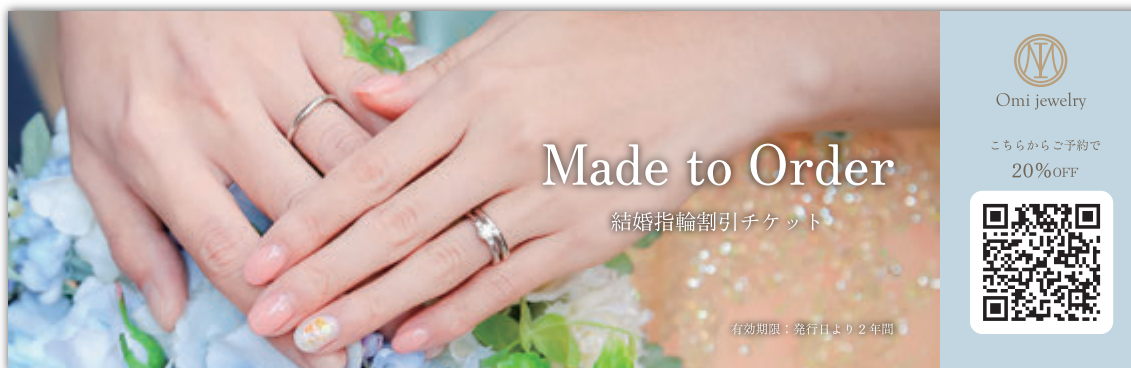 Made to Order
結婚指輪割引チケット
有効期限：発行日より２年間
Omi jewelry
こちらからご予約で
20%OFF